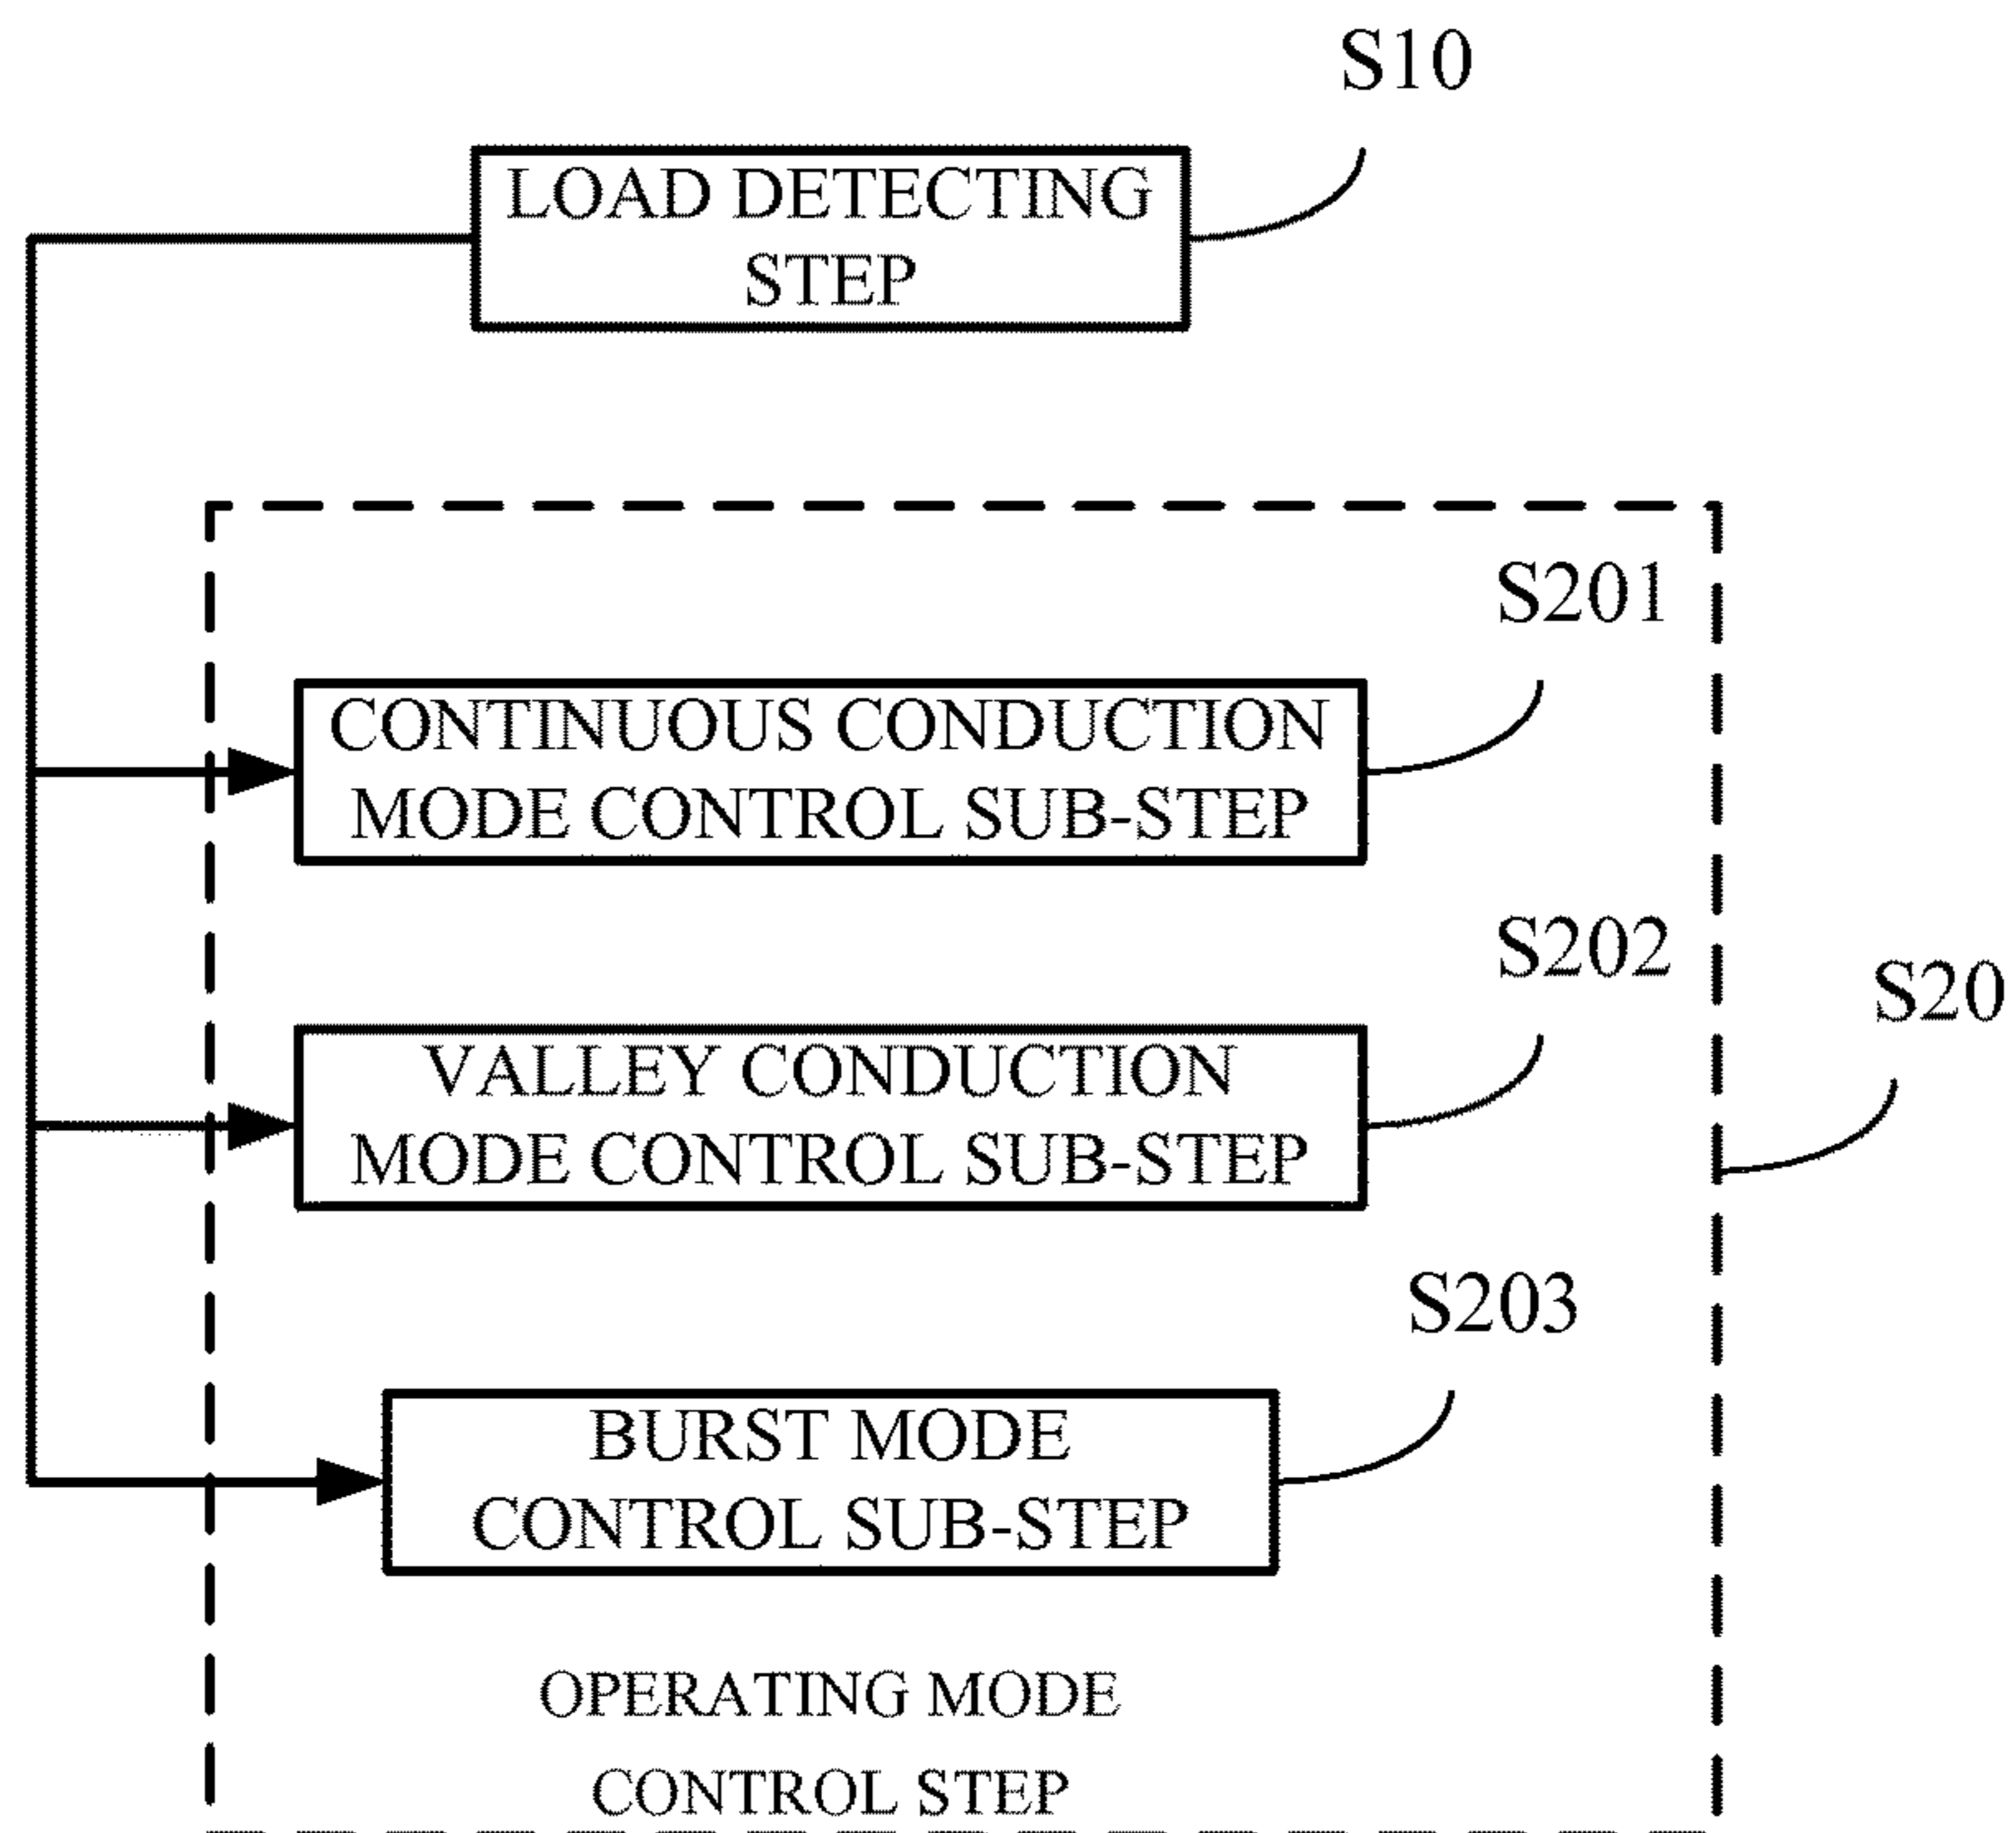 S10
LOAD DETECTING
STEP
S201
CONTINUOUS CONDUCTION
MODE CONTROL SUB-STEP
S202
S20
VALLEY CONDUCTION
MODE CONTROL SUB-STEP
S203
BURST MODE
CONTROL SUB-STEP
OPERATING MODE
CONTROL STEP